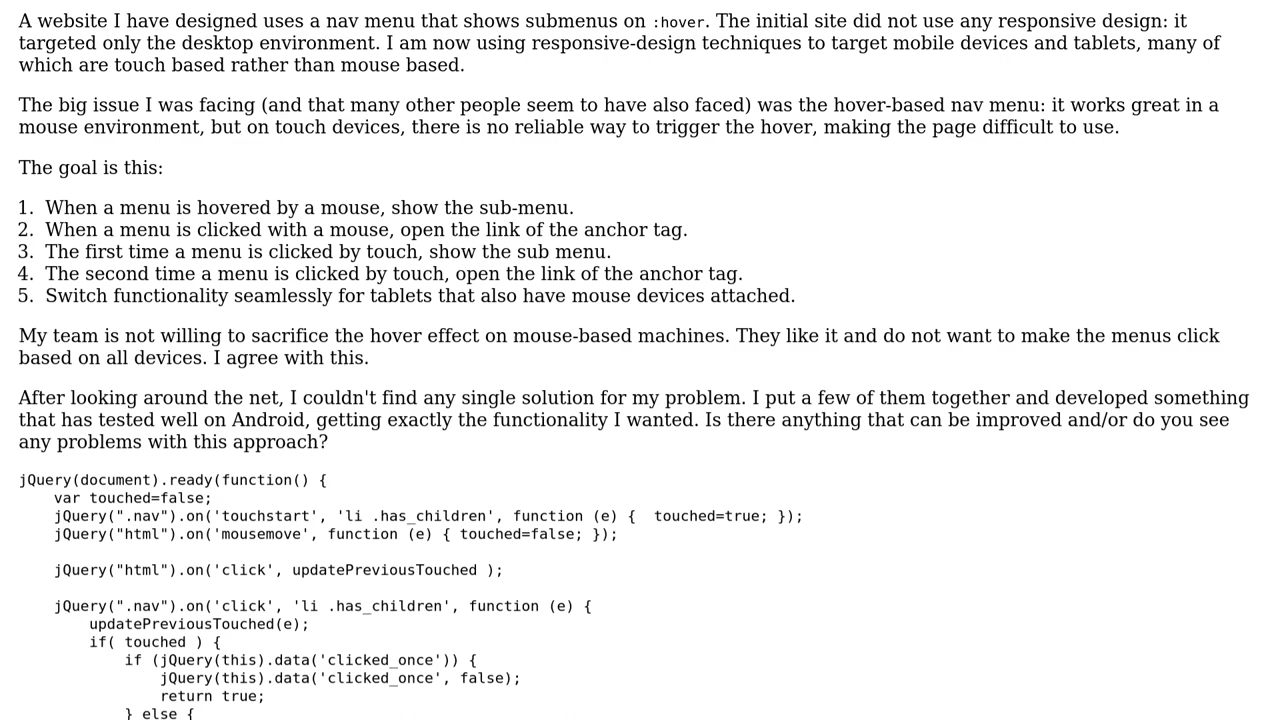 A website I have designed uses a nav menu that shows submenus on :hover. The initial site did not use any responsive design: it
targeted only the desktop environment. I am now using responsive-design techniques to target mobile devices and tablets, many of
which are touch based rather than mouse based.
The big issue I was facing (and that many other people seem to have also faced) was the hover-based nav menu: it works great in a
mouse environment, but on touch devices, there is no reliable way to trigger the hover, making the page difficult to use.
The goal is this:
1. When a menu is hovered by a mouse, show the sub-menu.
2. When a menu is clicked with a mouse, open the link of the anchor tag.
3. The first time a menu is clicked by touch, show the sub menu.
4. The second time a menu is clicked by touch, open the link of the anchor tag.
5. Switch functionality seamlessly for tablets that also have mouse devices attached.
My team is not willing to sacrifice the hover effect on mouse-based machines. They like it and do not want to make the menus click
based on all devices. I agree with this.
After looking around the net, I couldn't find any single solution for my problem. I put a few of them together and developed something
that has tested well on Android, getting exactly the functionality I wanted. Is there anything that can be improved and/or do you see
any problems with this approach?
jQuery(document).ready(function() {
    var touched=false;
    jQuery(".nav").on('touchstart', 'li .has_children', function (e) {  touched=true; });
    jQuery("html").on('mousemove', function (e) { touched=false; });
    jQuery("html").on('click', updatePreviousTouched );
    jQuery(".nav").on('click', 'li .has_children', function (e) {
        updatePreviousTouched(e);
        if( touched ) {
            if (jQuery(this).data('clicked_once')) {
                jQuery(this).data('clicked_once', false);
                return true;
            } else {